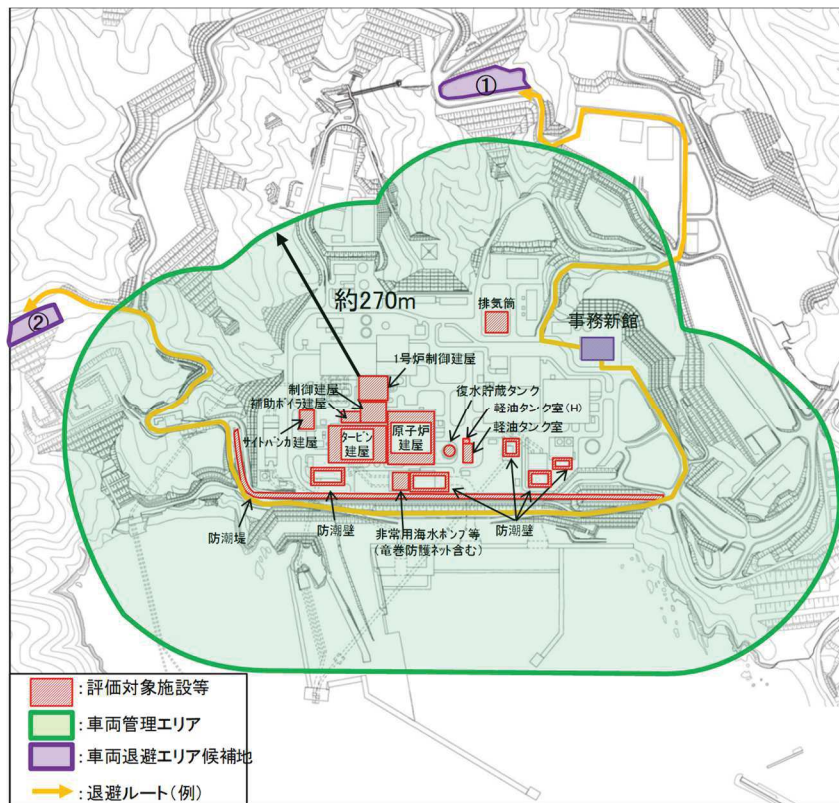 ①
②
約270m
排気筒
事務新館
1号炉制御建屋
制御建屋
補助ボイラ建屋
復水貯蔵タンク
軽油タンク室(H)
軽油タンク室
サイトバンカ建屋
タービン
建屋
原子炉
建屋
防潮堤
防潮壁
非常用海水ポンプ等
(竜巻防護ネット含む)
防潮壁
:評価対象施設等
:車両管理エリア
:車両退避エリア候補地
:退避ルート(例)